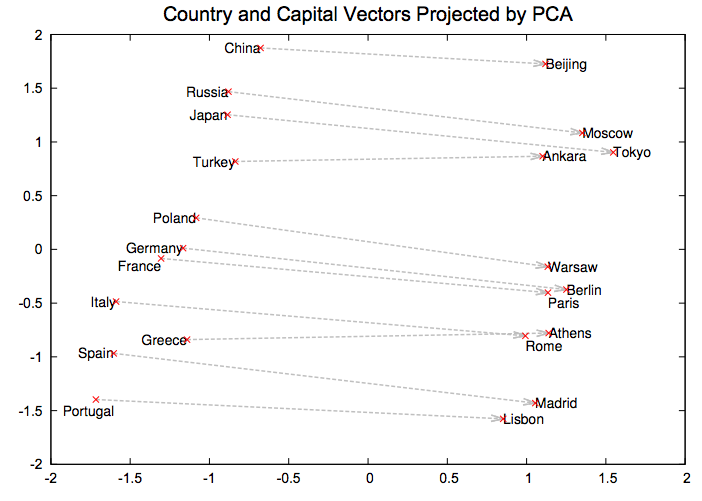 Country and Capital Vectors Projected by PCA
2
China
Beijing
1.5
Russia
Japan
Moscow
1
Tokyo
Turkey
Ankara
0.5
Poland
Germany
0
France
Warsaw
Berlin
Italy
-0.5
Paris
Greece
Athens
Rome
Spain
-1
Portugal
Madrid
-1.5
Lisbon
-2
-2 -1.5 -1 -0.5 0 0.5 1 1.5 2